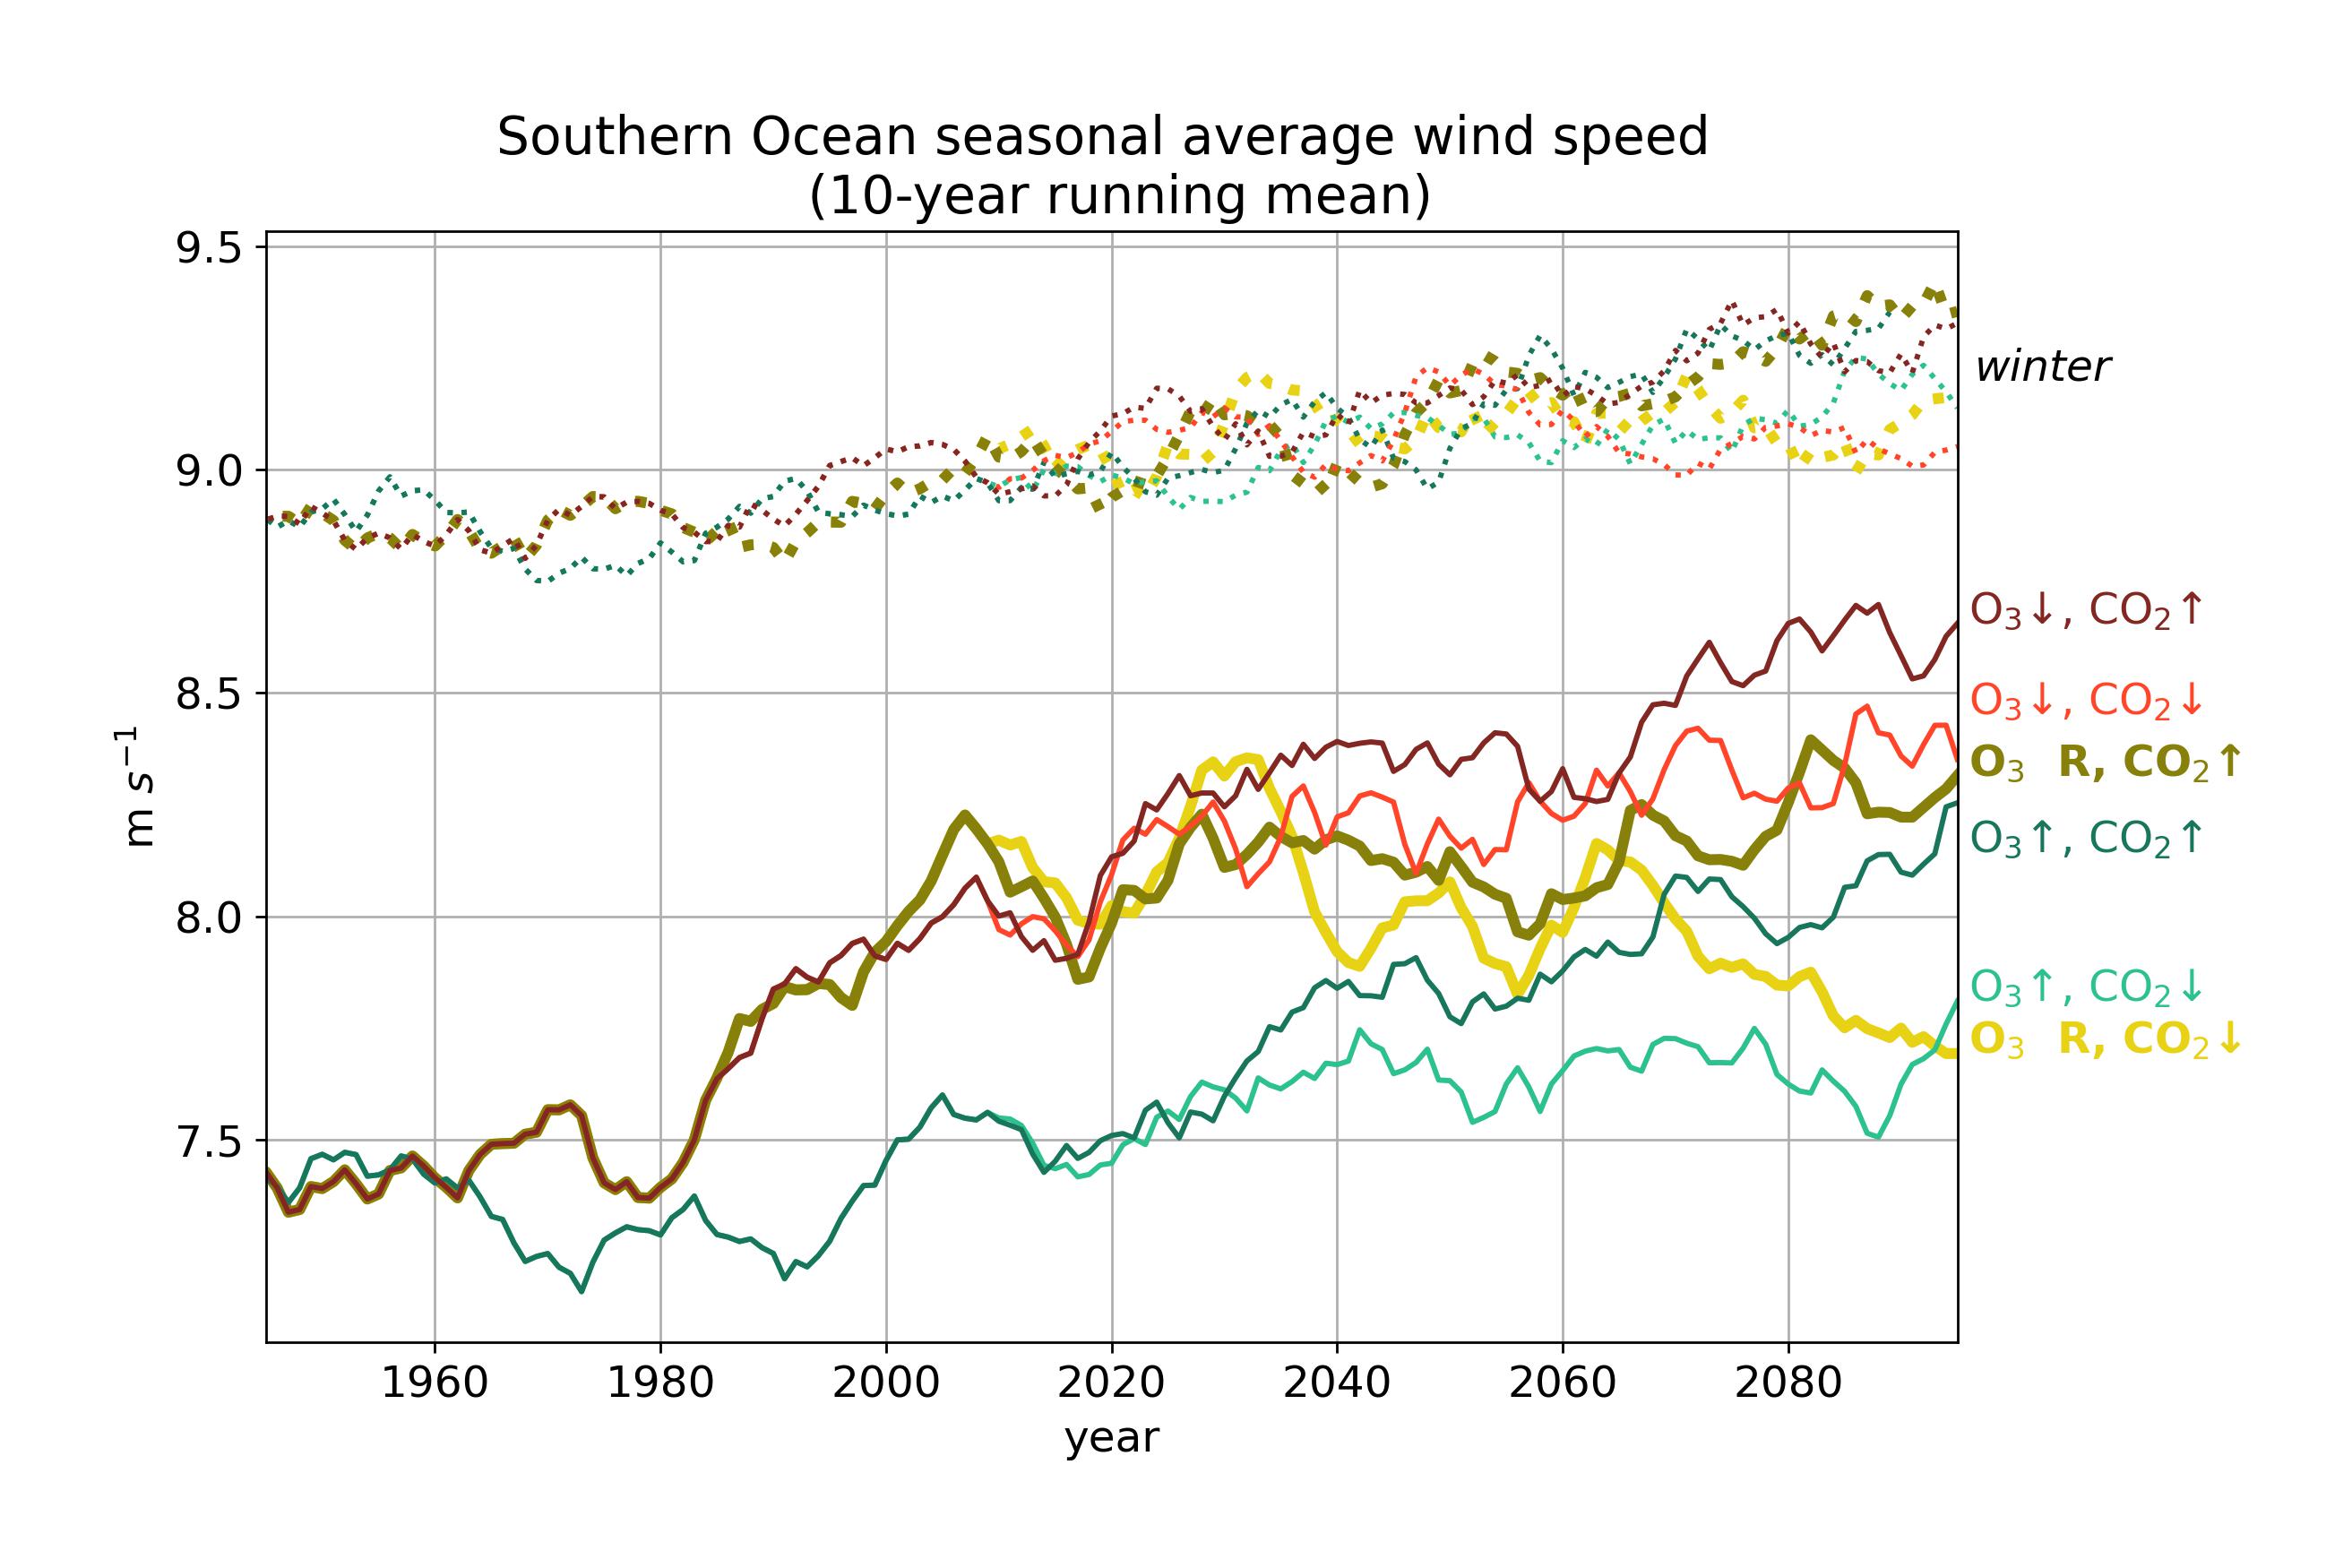 Southern Ocean seasonal average wind speed
(10-year running mean)
9.5
9.0
8.5
8.0
7.5
m s⁻¹
1960 1980 2000 2020 2040 2060 2080
year
winter
O₃↓, CO₂↑
O₃↓, CO₂↓
O₃ R, CO₂↑
O₃↑, CO₂↑
O₃↑, CO₂↓
O₃ R, CO₂↓